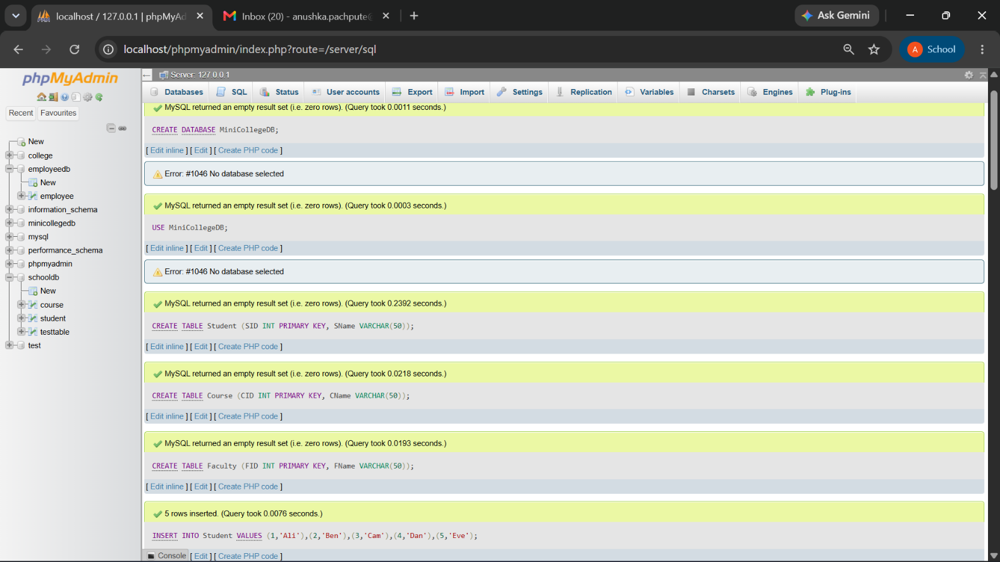 localhost / 127.0.0.1 | phpMyAd
Inbox (20) - anushka.pachpute@
Ask Gemini
localhost/phpmyadmin/index.php?route=/server/sql
A School
phpMyAdmin
Recent Favourites
New
college
employeedb
New
employee
information_schema
minicollegedb
mysql
performance_schema
phpmyadmin
schooldb
New
course
student
testtable
test
Server: 127.0.0.1
Databases SQL Status User accounts Export Import Settings Replication Variables Charsets Engines Plug-ins
MySQL returned an empty result set (i.e. zero rows). (Query took 0.0011 seconds.)
CREATE DATABASE MiniCollegeDB;
[ Edit inline ] [ Edit ] [ Create PHP code ]
Error: #1046 No database selected
MySQL returned an empty result set (i.e. zero rows). (Query took 0.0003 seconds.)
USE MiniCollegeDB;
[ Edit inline ] [ Edit ] [ Create PHP code ]
Error: #1046 No database selected
MySQL returned an empty result set (i.e. zero rows). (Query took 0.2392 seconds.)
CREATE TABLE Student (SID INT PRIMARY KEY, SName VARCHAR(50));
[ Edit inline ] [ Edit ] [ Create PHP code ]
MySQL returned an empty result set (i.e. zero rows). (Query took 0.0218 seconds.)
CREATE TABLE Course (CID INT PRIMARY KEY, CName VARCHAR(50));
[ Edit inline ] [ Edit ] [ Create PHP code ]
MySQL returned an empty result set (i.e. zero rows). (Query took 0.0193 seconds.)
CREATE TABLE Faculty (FID INT PRIMARY KEY, FName VARCHAR(50));
[ Edit inline ] [ Edit ] [ Create PHP code ]
5 rows inserted. (Query took 0.0076 seconds.)
INSERT INTO Student VALUES (1,'Ali'),(2,'Ben'),(3,'Cam'),(4,'Dan'),(5,'Eve');
Console [ Edit ] [ Create PHP code ]